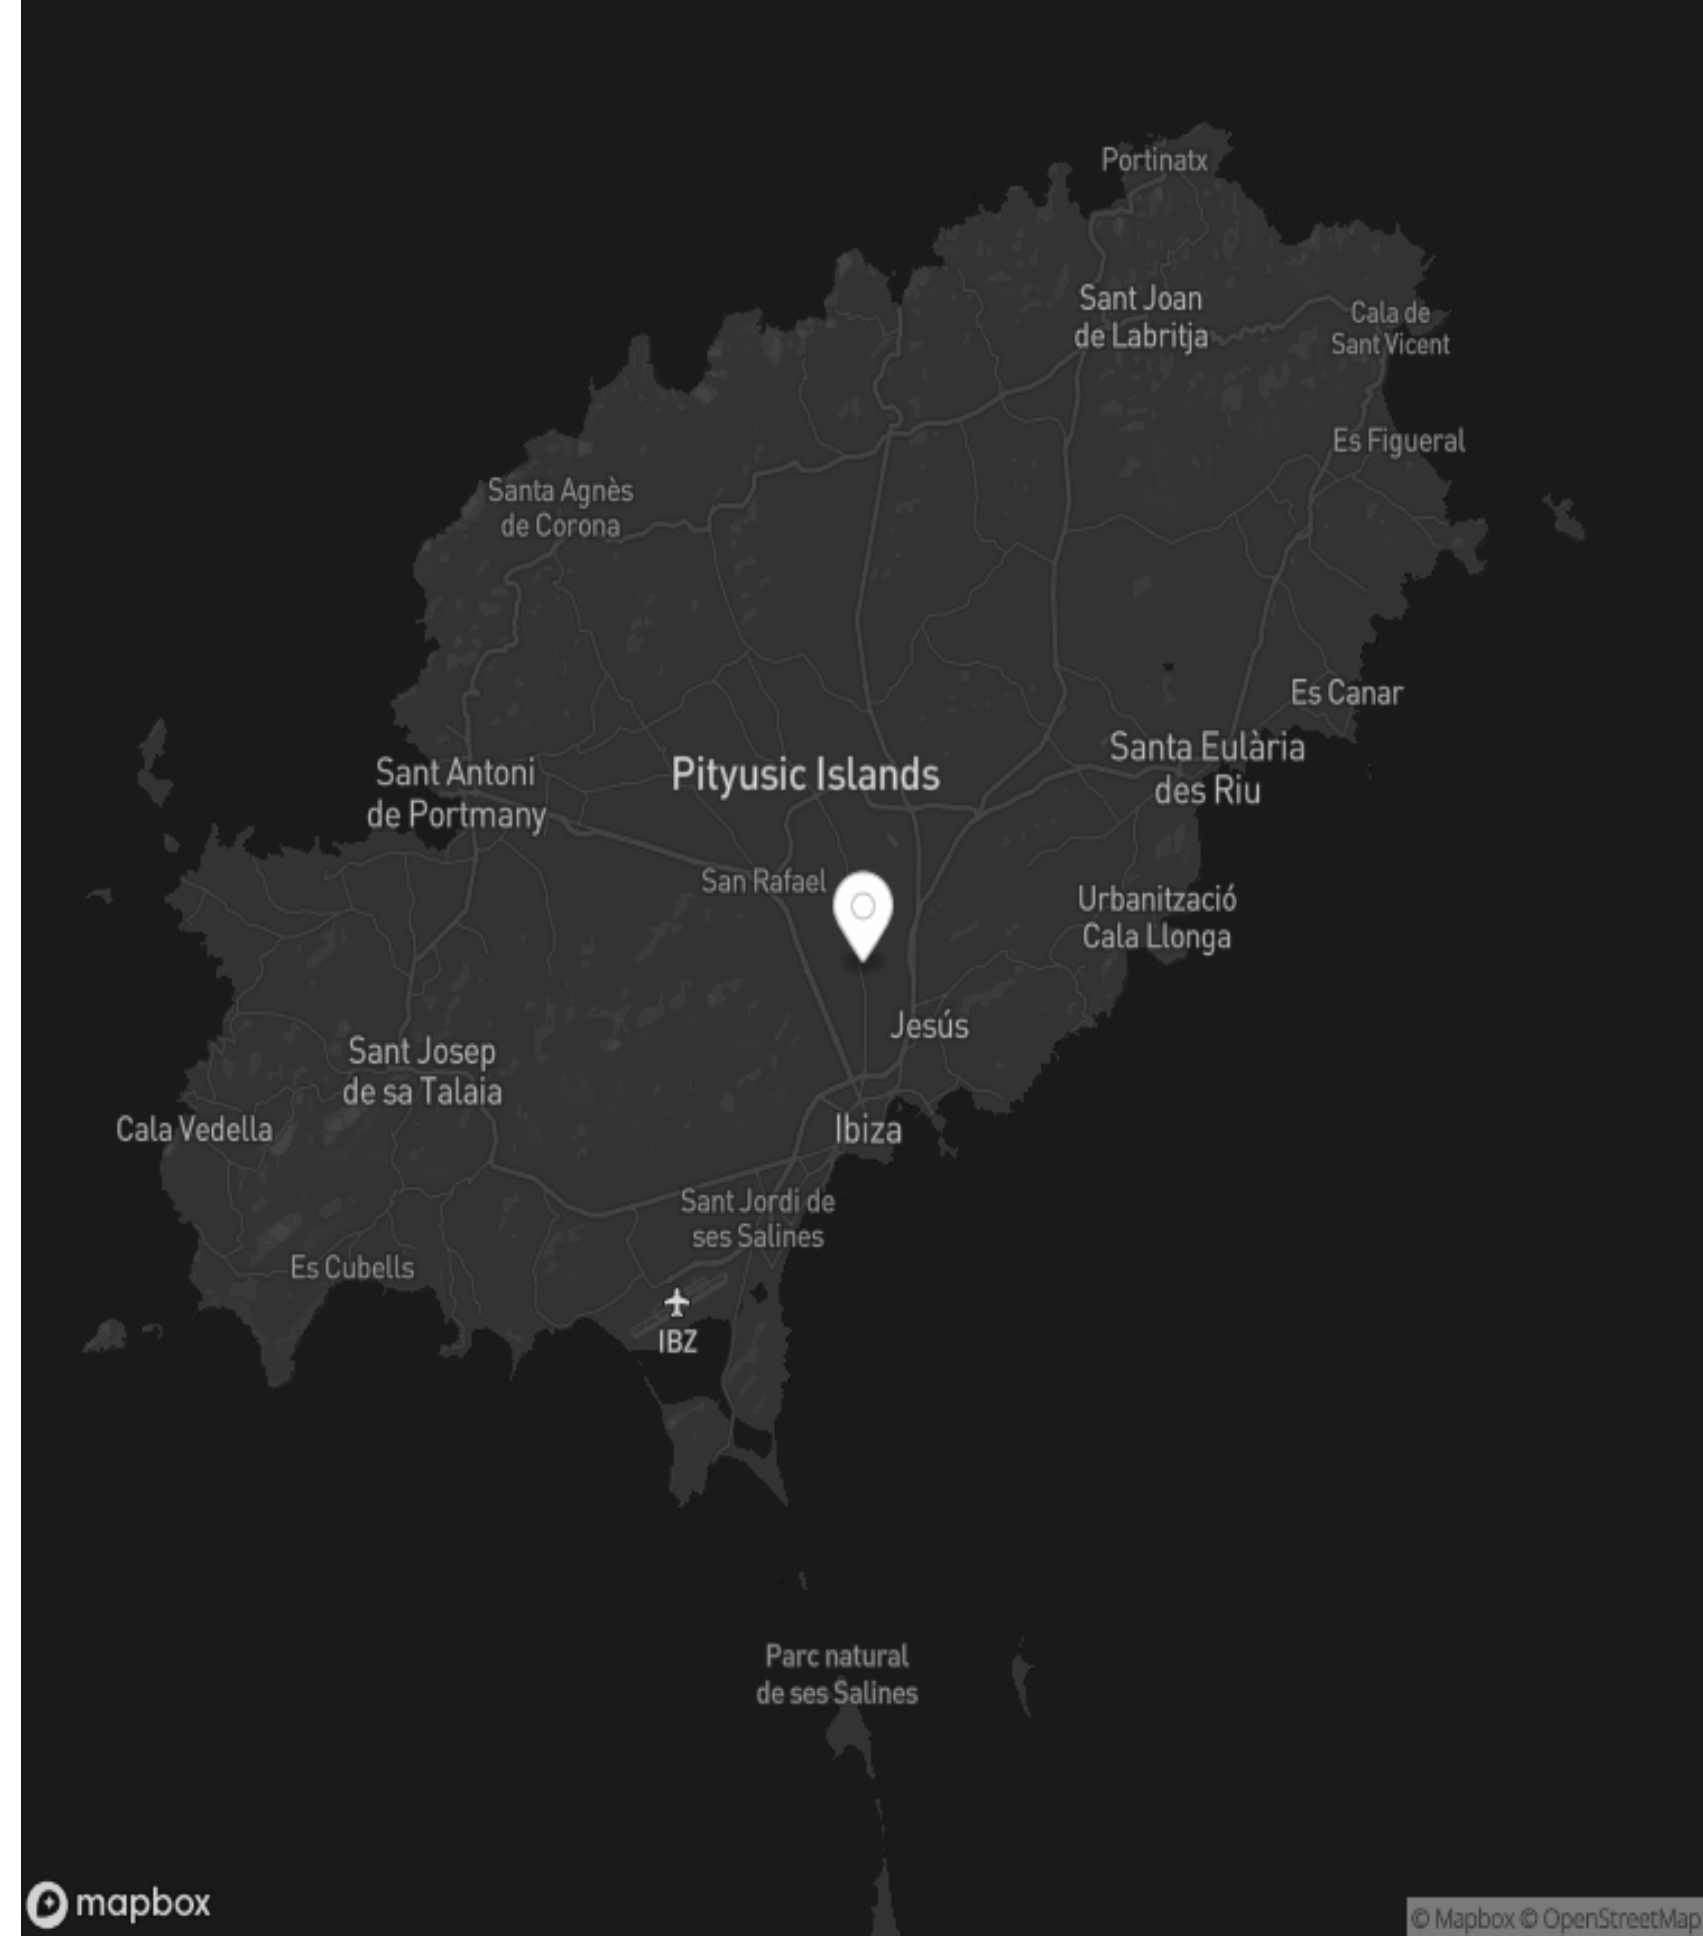 Portinatx
Sant Joan
de Labritja
Cala de
Sant Vicent
Es Figueral
Santa Agnès
de Corona
Es Canar
Santa Eulària
des Riu
Pityusic Islands
Sant Antoni
de Portmany
San Rafael
Urbanització
Cala Llonga
Jesús
Sant Josep
de sa Talaia
Cala Vedella
Ibiza
Sant Jordi de
ses Salines
Es Cubells
IBZ
Parc natural
de ses Salines
mapbox
© Mapbox © OpenStreetMap